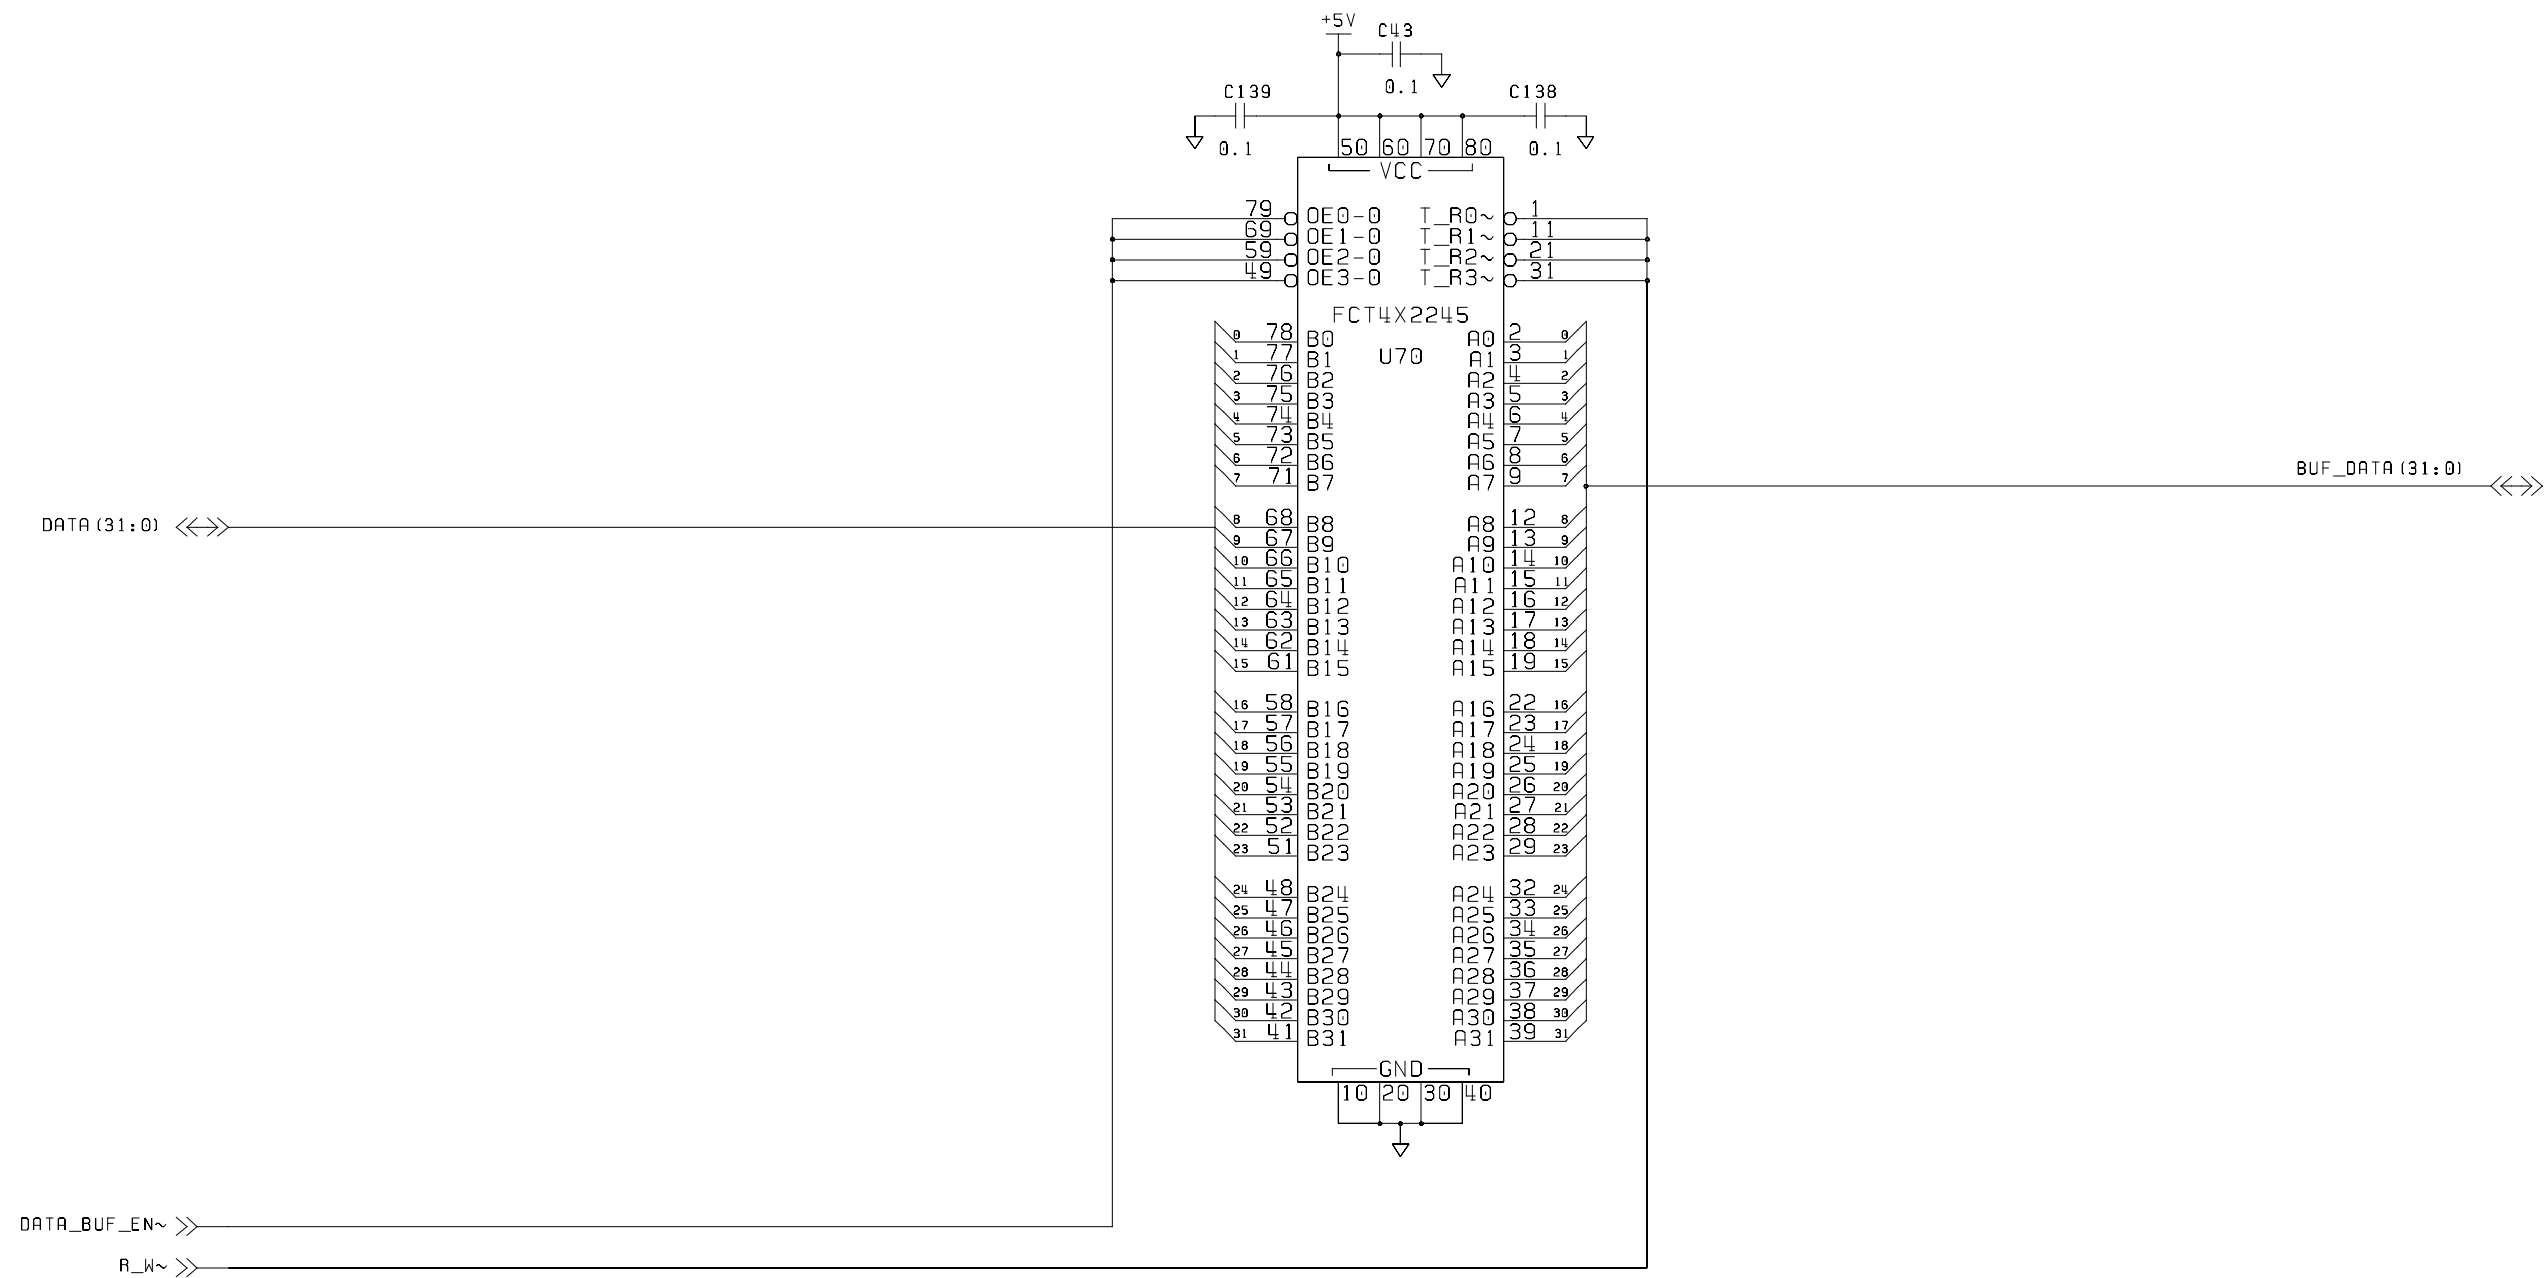 +5V
C43
0.1
C139
C138
0.1
0.1
50 60 70 80
VCC
79 OE0-0 T_R0~ 1
69 OE1-0 T_R1~ 11
59 OE2-0 T_R2~ 21
49 OE3-0 T_R3~ 31
FCT4X2245
U70
0 78 B0 A0 2 0
1 77 B1 A1 3 1
2 76 B2 A2 4 2
3 75 B3 A3 5 3
4 74 B4 A4 6 4
5 73 B5 A5 7 5
6 72 B6 A6 8 6
7 71 B7 A7 9 7
BUF_DATA(31:0)
DATA(31:0)
8 68 B8 A8 12 8
9 67 B9 A9 13 9
10 66 B10 A10 14 10
11 65 B11 A11 15 11
12 64 B12 A12 16 12
13 63 B13 A13 17 13
14 62 B14 A14 18 14
15 61 B15 A15 19 15
16 58 B16 A16 22 16
17 57 B17 A17 23 17
18 56 B18 A18 24 18
19 55 B19 A19 25 19
20 54 B20 A20 26 20
21 53 B21 A21 27 21
22 52 B22 A22 28 22
23 51 B23 A23 29 23
24 48 B24 A24 32 24
25 47 B25 A25 33 25
26 46 B26 A26 34 26
27 45 B27 A27 35 27
28 44 B28 A28 36 28
29 43 B29 A29 37 29
30 42 B30 A30 38 30
31 41 B31 A31 39 31
GND
10 20 30 40
DATA_BUF_EN~
R_W~